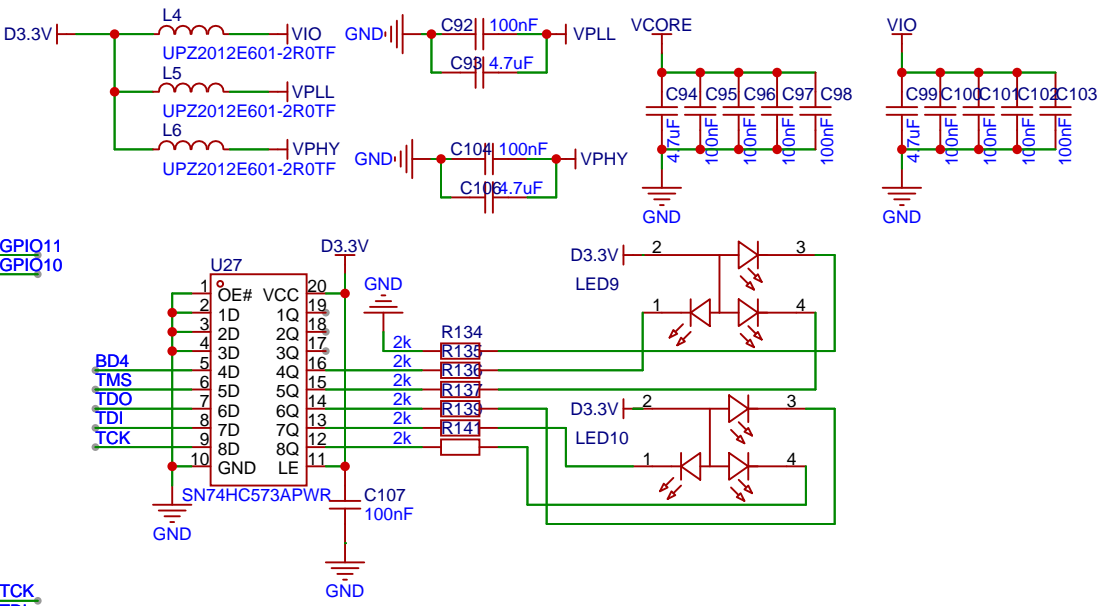 D3.3V
L4
VIO
UPZ2012E601-2R0TF
L5
VPLL
UPZ2012E601-2R0TF
L6
VPHY
UPZ2012E601-2R0TF
GND
C92
100nF
VPLL
C93
4.7uF
GND
C104
100nF
VPHY
C106
4.7uF
VCORE
C94
C95
C96
C97
C98
4.7uF
100nF
100nF
100nF
100nF
GND
VIO
C99
C100
C101
C102
C103
4.7uF
100nF
100nF
100nF
100nF
GND
GPIO11
GPIO10
U27
D3.3V
GND
1 OE# VCC 20
2 1D 1Q 19
3 2D 2Q 18
4 3D 3Q 17
5 4D 4Q 16
6 5D 5Q 15
7 6D 6Q 14
8 7D 7Q 13
9 8D 8Q 12
10 GND LE 11
BD4
TMS
TDO
TDI
TCK
SN74HC573APWR
GND
C107
100nF
GND
2k
2k
2k
2k
2k
2k
R134
R135
R136
R137
R139
R141
D3.3V
LED9
2
3
1
4
D3.3V
LED10
2
3
1
4
TCK